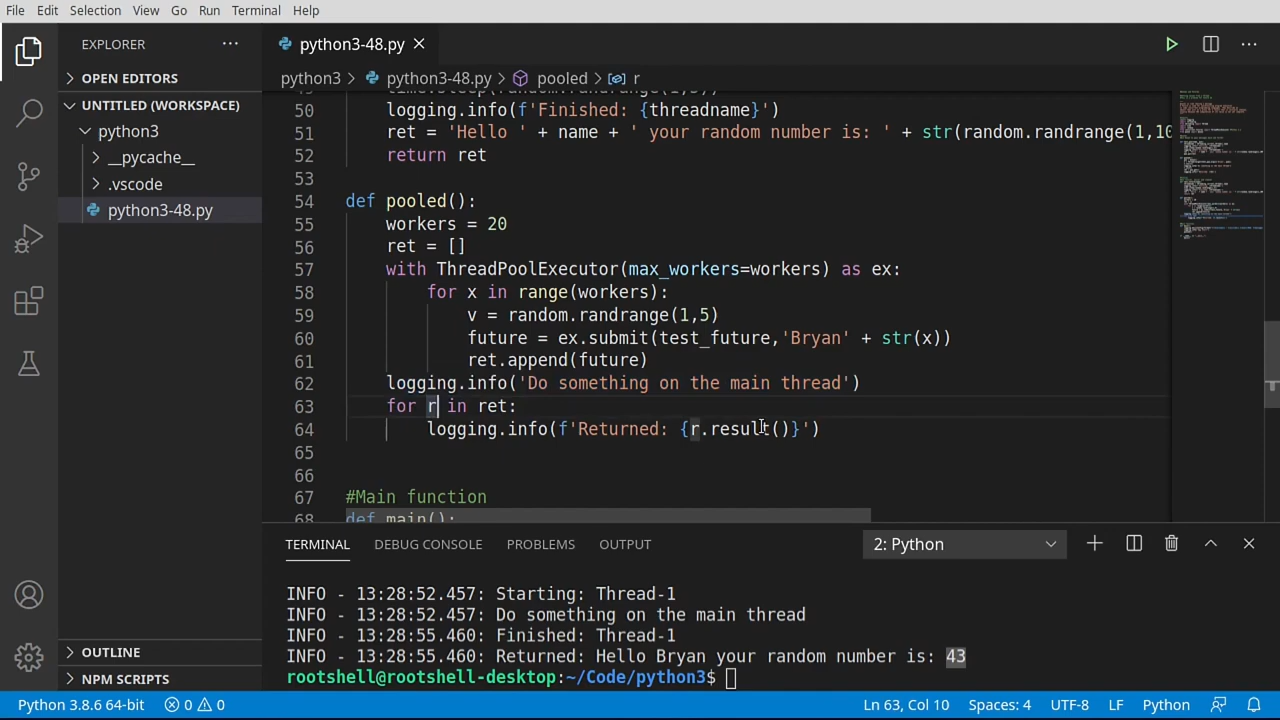 File Edit Selection View Go Run Terminal Help
EXPLORER
OPEN EDITORS
UNTITLED (WORKSPACE)
python3
__pycache__
.vscode
python3-48.py
OUTLINE
NPM SCRIPTS
python3-48.py
python3 > python3-48.py > pooled > r
50 logging.info(f'Finished: {threadname}')
51 ret = 'Hello ' + name + ' your random number is: ' + str(random.randrange(1,10
52 return ret
53
54 def pooled():
55 workers = 20
56 ret = []
57 with ThreadPoolExecutor(max_workers=workers) as ex:
58 for x in range(workers):
59 v = random.randrange(1,5)
60 future = ex.submit(test_future,'Bryan' + str(x))
61 ret.append(future)
62 logging.info('Do something on the main thread')
63 for r in ret:
64 logging.info(f'Returned: {r.result()}')
65
66
67 #Main function
68 def main():
TERMINAL DEBUG CONSOLE PROBLEMS OUTPUT 2: Python
INFO - 13:28:52.457: Starting: Thread-1
INFO - 13:28:52.457: Do something on the main thread
INFO - 13:28:55.460: Finished: Thread-1
INFO - 13:28:55.460: Returned: Hello Bryan your random number is: 43
rootshell@rootshell-desktop:~/Code/python3$
Python 3.8.6 64-bit 0 0 Ln 63, Col 10 Spaces: 4 UTF-8 LF Python